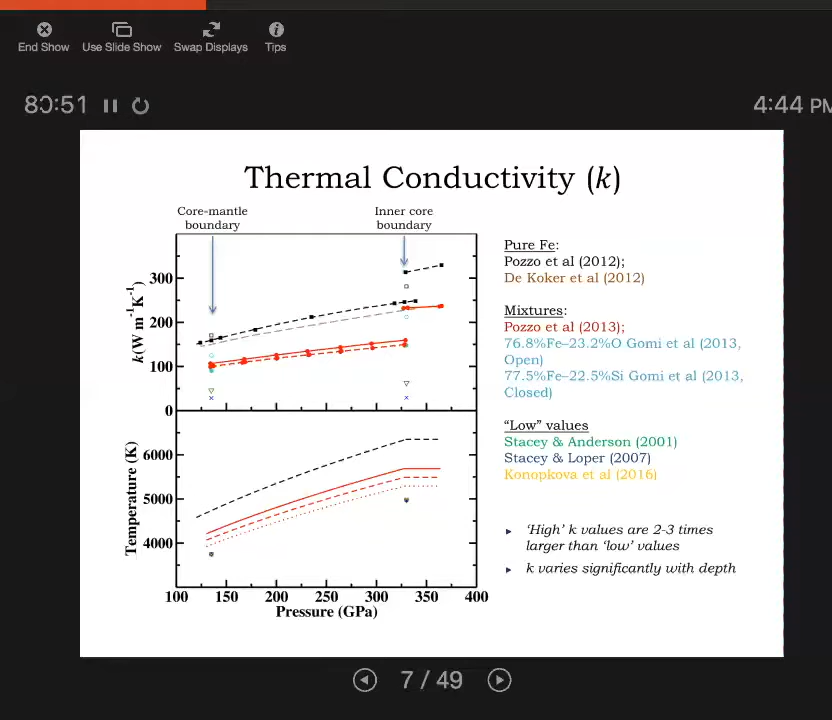 End Show
Use Slide Show
Swap Displays
Tips
80:51
4:44 PM
Thermal Conductivity (k)
Core-mantle
boundary
Inner core
boundary
k(W m⁻¹K⁻¹)
300
200
100
0
Temperature (K)
6000
5000
4000
100 150 200 250 300 350 400
Pressure (GPa)
Pure Fe:
Pozzo et al (2012);
De Koker et al (2012)
Mixtures:
Pozzo et al (2013);
76.8%Fe–23.2%O Gomi et al (2013,
Open)
77.5%Fe–22.5%Si Gomi et al (2013,
Closed)
“Low” values
Stacey & Anderson (2001)
Stacey & Loper (2007)
Konopkova et al (2016)
‘High’ k values are 2-3 times
larger than ‘low’ values
k varies significantly with depth
7 / 49